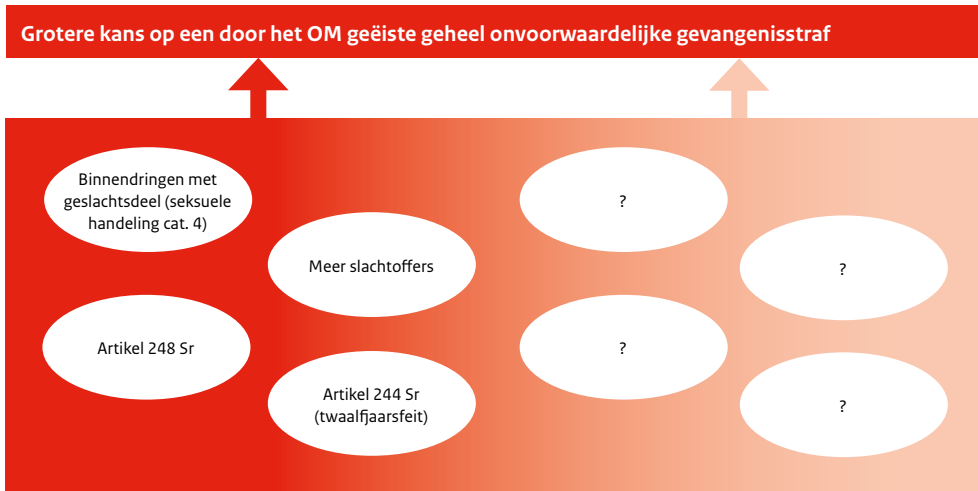 Grotere kans op een door het OM geëiste geheel onvoorwaardelijke gevangenisstraf
Binnendringen met
geslachtsdeel (seksuele
handeling cat. 4)
?
Meer slachtoffers
?
Artikel 248 Sr
?
Artikel 244 Sr
(twaalfjaarsfeit)
?